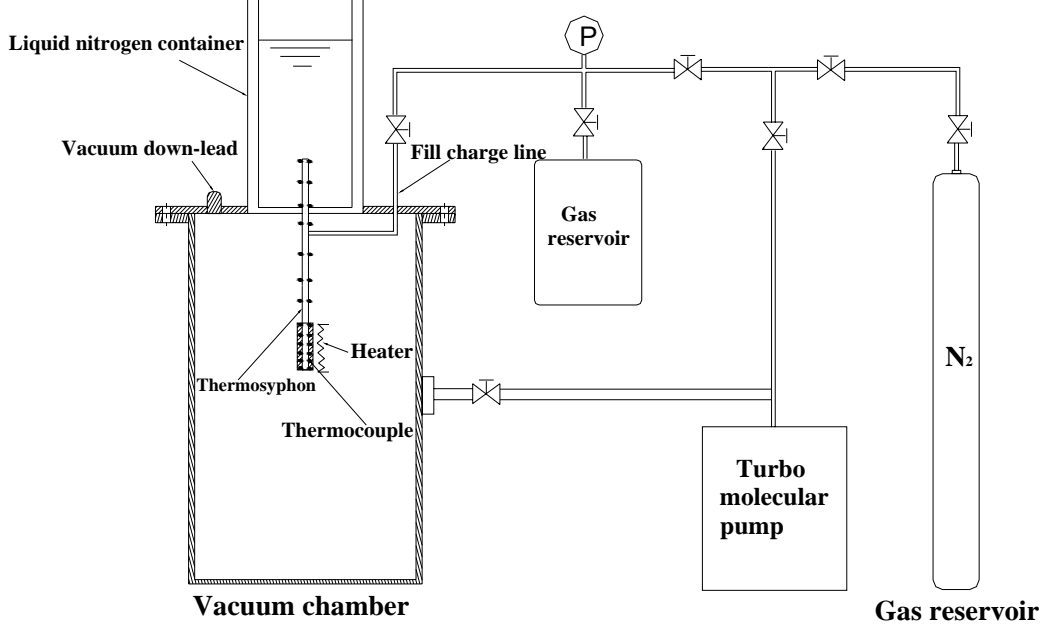 Liquid nitrogen container
P
Vacuum down-lead
Fill charge line
Gas
reservoir
Heater
Thermosyphon
Thermocouple
N2
Turbo
molecular
pump
Vacuum chamber
Gas reservoir